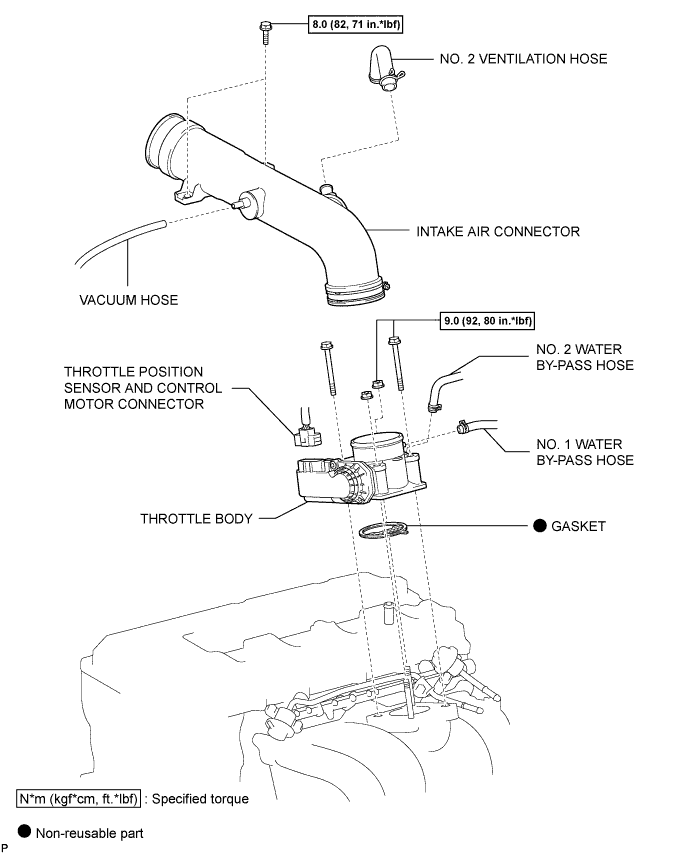 8.0 (82, 71 in.*lbf)
NO. 2 VENTILATION HOSE
INTAKE AIR CONNECTOR
VACUUM HOSE
9.0 (92, 80 in.*lbf)
NO. 2 WATER
BY-PASS HOSE
THROTTLE POSITION
SENSOR AND CONTROL
MOTOR CONNECTOR
NO. 1 WATER
BY-PASS HOSE
THROTTLE BODY
GASKET
N*m (kgf*cm, ft.*lbf) : Specified torque
Non-reusable part
P